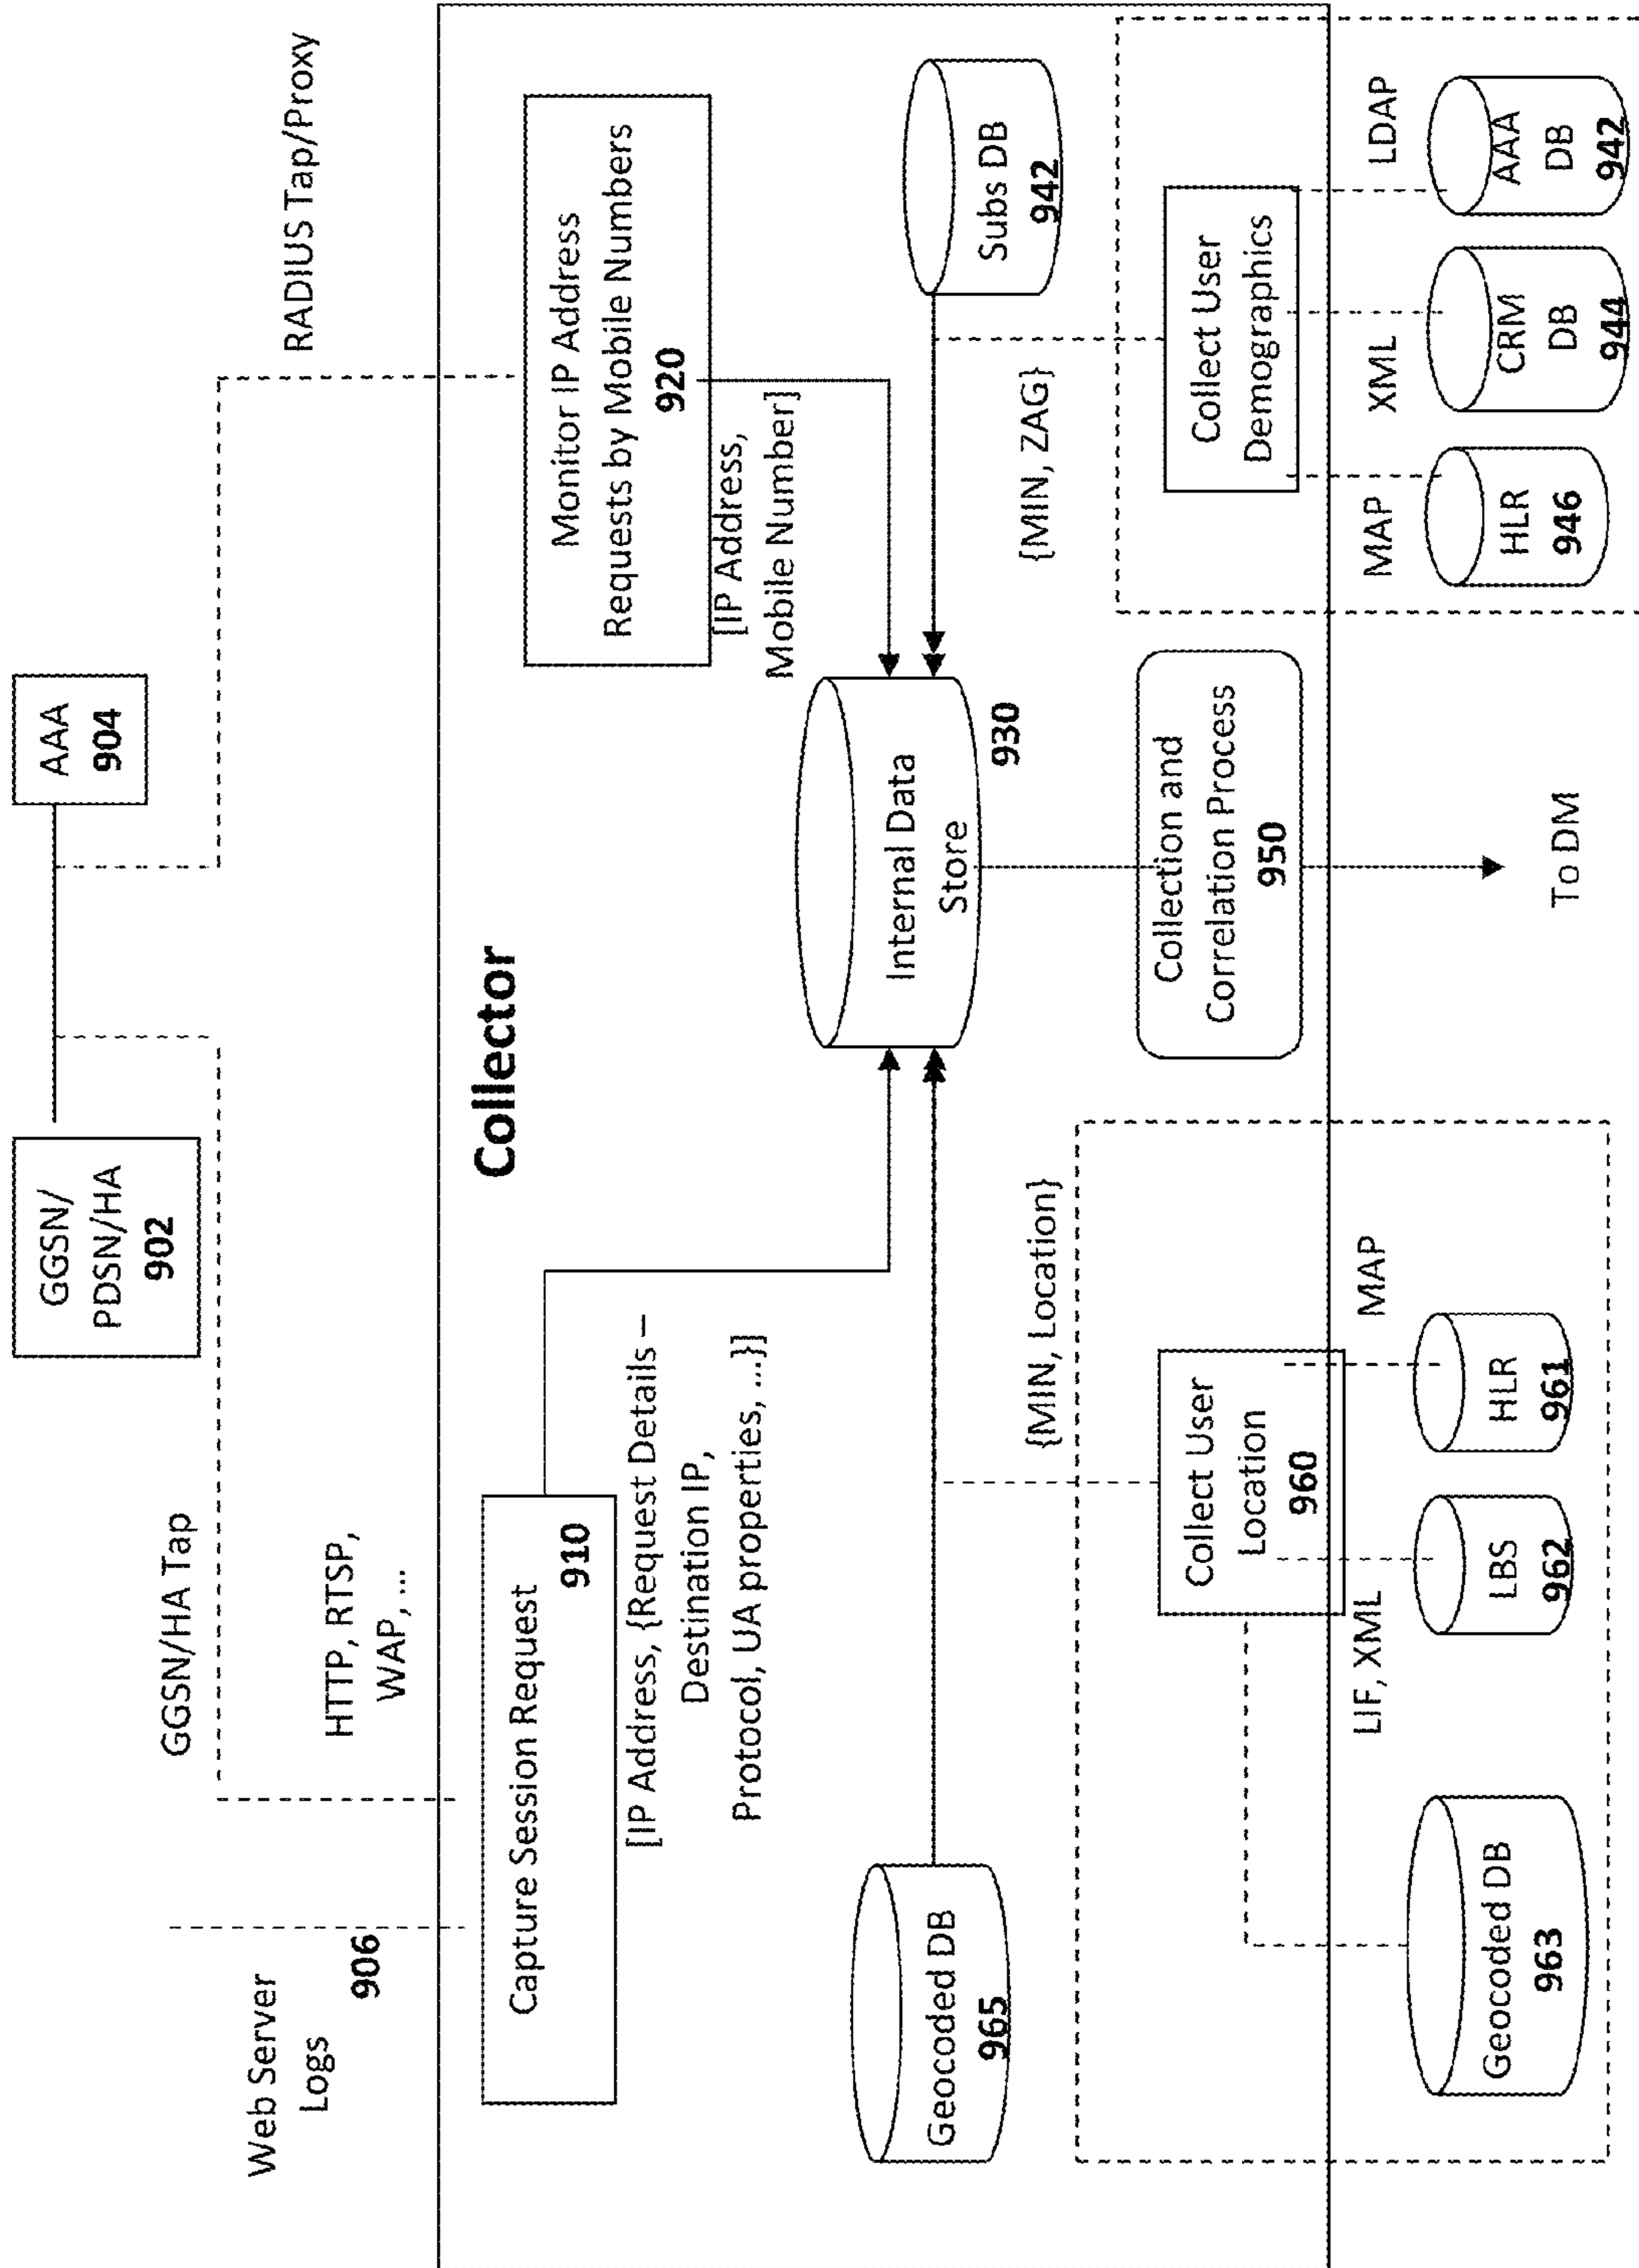 GGSN/
PDSN/HA
902
AAA
904
Web Server
Logs
906
GGSN/HA Tap
HTTP, RTSP,
WAP, ...
RADIUS Tap/Proxy
Collector
Capture Session Request
910
[IP Address, {Request Details –
Destination IP,
Protocol, UA properties, ...}]
Monitor IP Address
Requests by Mobile Numbers
920
[IP Address,
Mobile Number]
Geocoded DB
965
Internal Data
Store
930
Subs DB
942
{MIN, Location}
{MIN, ZAG}
Collect User
Location
960
Collection and
Correlation Process
950
Collect User
Demographics
LIF, XML
MAP
MAP
XML
LDAP
Geocoded DB
963
LBS
962
HLR
961
To DM
HLR
946
CRM
DB
944
AAA
DB
942